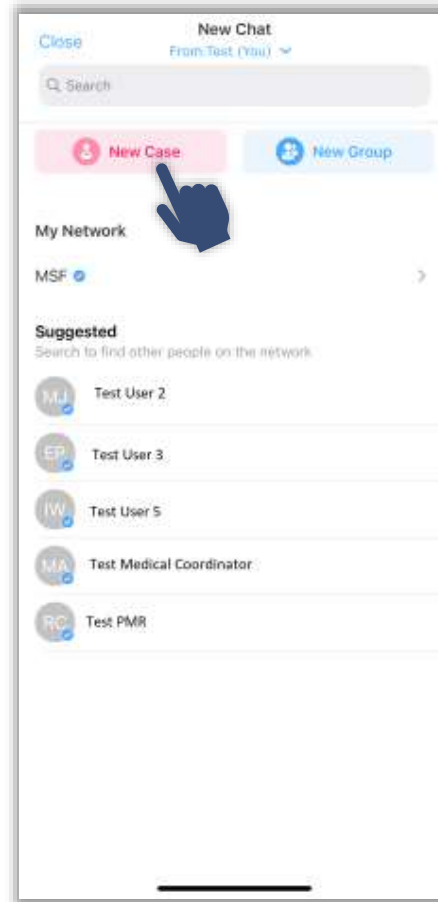 New Chat
Close
From Test (You)
Search
New Case
New Group
My Network
MSF
Suggested
Search to find other people on the network
MJ
Test User 2
EP
Test User 3
IW
Test User 5
MA
Test Medical Coordinator
RC
Test PMR